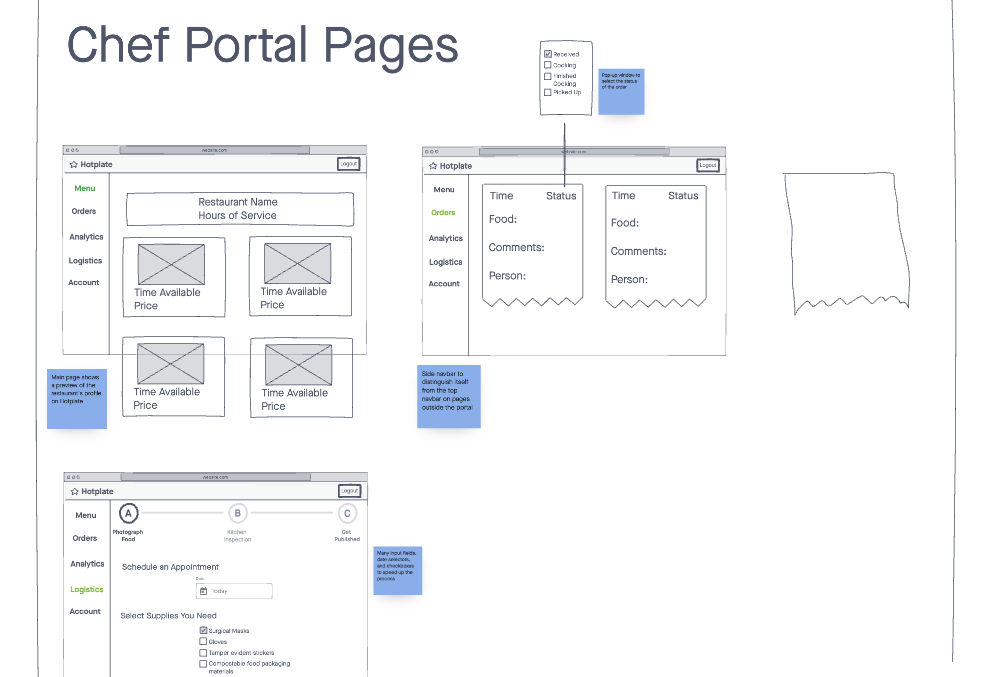 Chef Portal Pages
Received
Cooking
Finished
Cooking
Picked Up
Pop-up window to
select the status
of the order
website.com
Hotplate
Logout
Menu
Orders
Analytics
Logistics
Account
Restaurant Name
Hours of Service
Time Available
Price
Time Available
Price
Time Available
Price
Time Available
Price
Main page shows
a preview of the
restaurant's profile
on Hotplate
website.com
Hotplate
Logout
Menu
Orders
Analytics
Logistics
Account
Time Status
Food:
Comments:
Person:
Time Status
Food:
Comments:
Person:
Side navbar to
distinguish itself
from the top
navbar on pages
outside the portal
website.com
Hotplate
Logout
Menu
Orders
Analytics
Logistics
Account
A
Photograph
Food
B
Kitchen
Inspection
C
Get
Published
Schedule an Appointment
Date
Today
Select Supplies You Need
Surgical Masks
Gloves
Tamper evident stickers
Compostable food packaging
materials
Many input fields,
date selectors,
and checkboxes
to speed up the
process